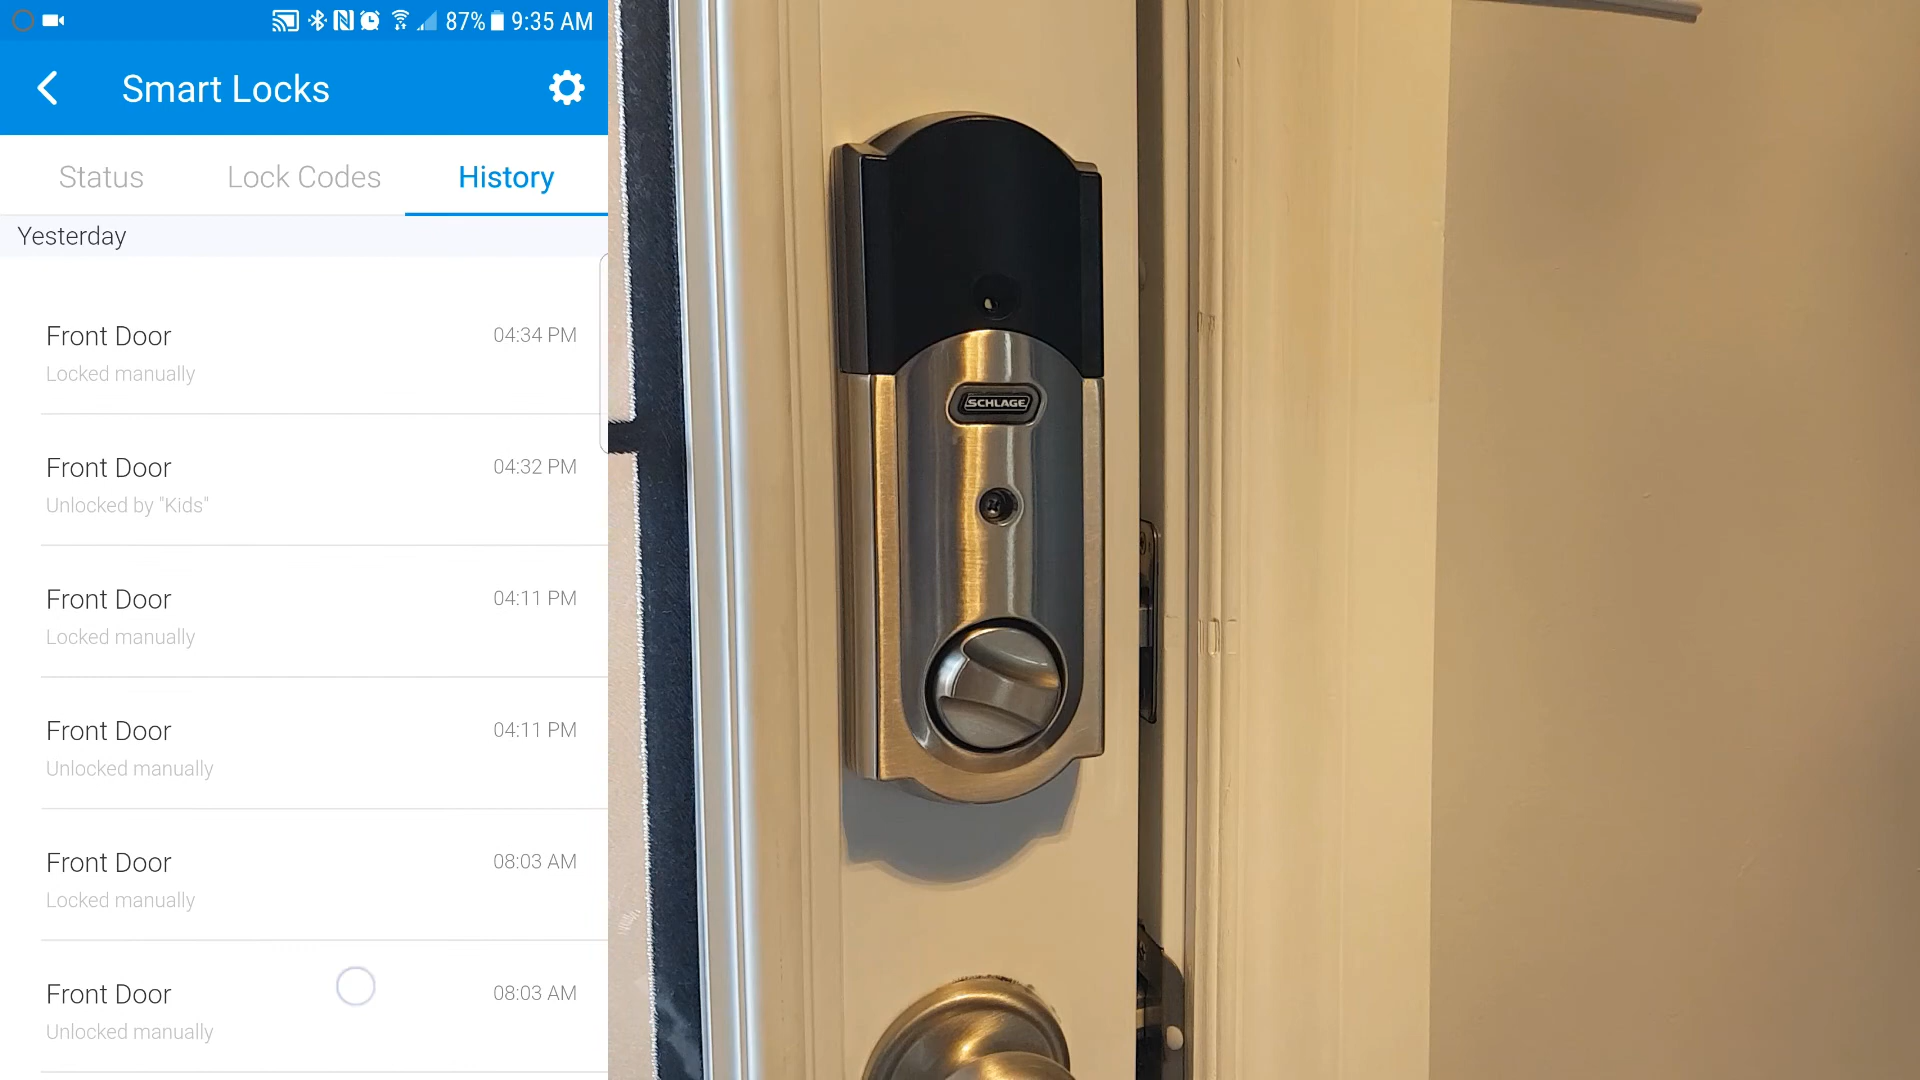 87% 9:35 AM
Smart Locks
Status Lock Codes History
Yesterday
Front Door 04:34 PM
Locked manually
Front Door 04:32 PM
Unlocked by "Kids"
Front Door 04:11 PM
Locked manually
Front Door 04:11 PM
Unlocked manually
Front Door 08:03 AM
Locked manually
Front Door 08:03 AM
Unlocked manually
SCHLAGE